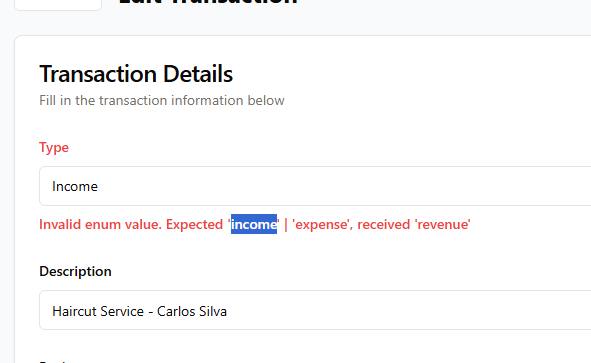 Edit Transaction
Transaction Details
Fill in the transaction information below
Type
Income
Invalid enum value. Expected 'income' | 'expense', received 'revenue'
Description
Haircut Service - Carlos Silva